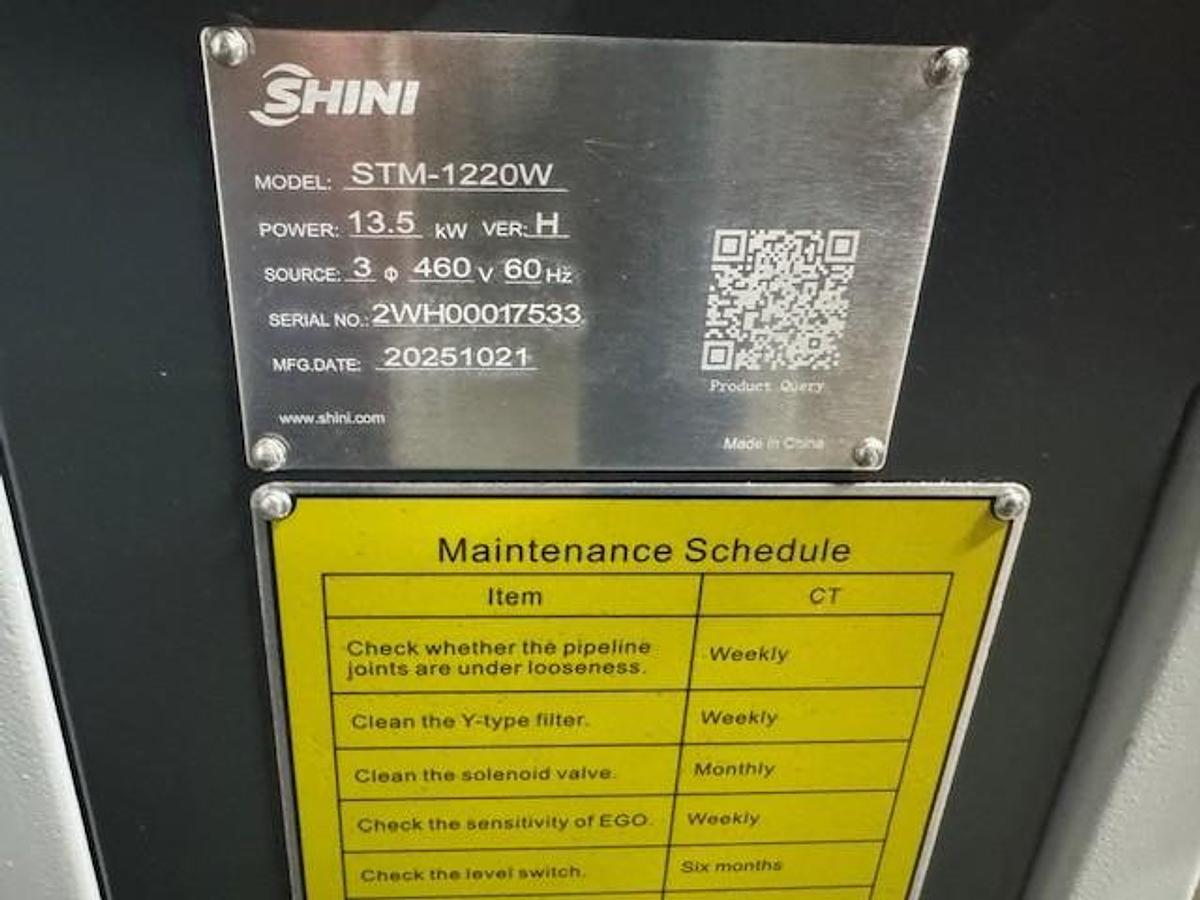 SHINI
MODEL: STM-1220W
POWER: 13.5 kW VER: H
SOURCE: 3 Φ 460 V 60 Hz
SERIAL NO.: 2WH00017533
MFG.DATE: 20251021
www.shini.com
Product Query
Made in China
Maintenance Schedule
Item CT
Check whether the pipeline
joints are under looseness. Weekly
Clean the Y-type filter. Weekly
Clean the solenoid valve. Monthly
Check the sensitivity of EGO. Weekly
Check the level switch. Six months